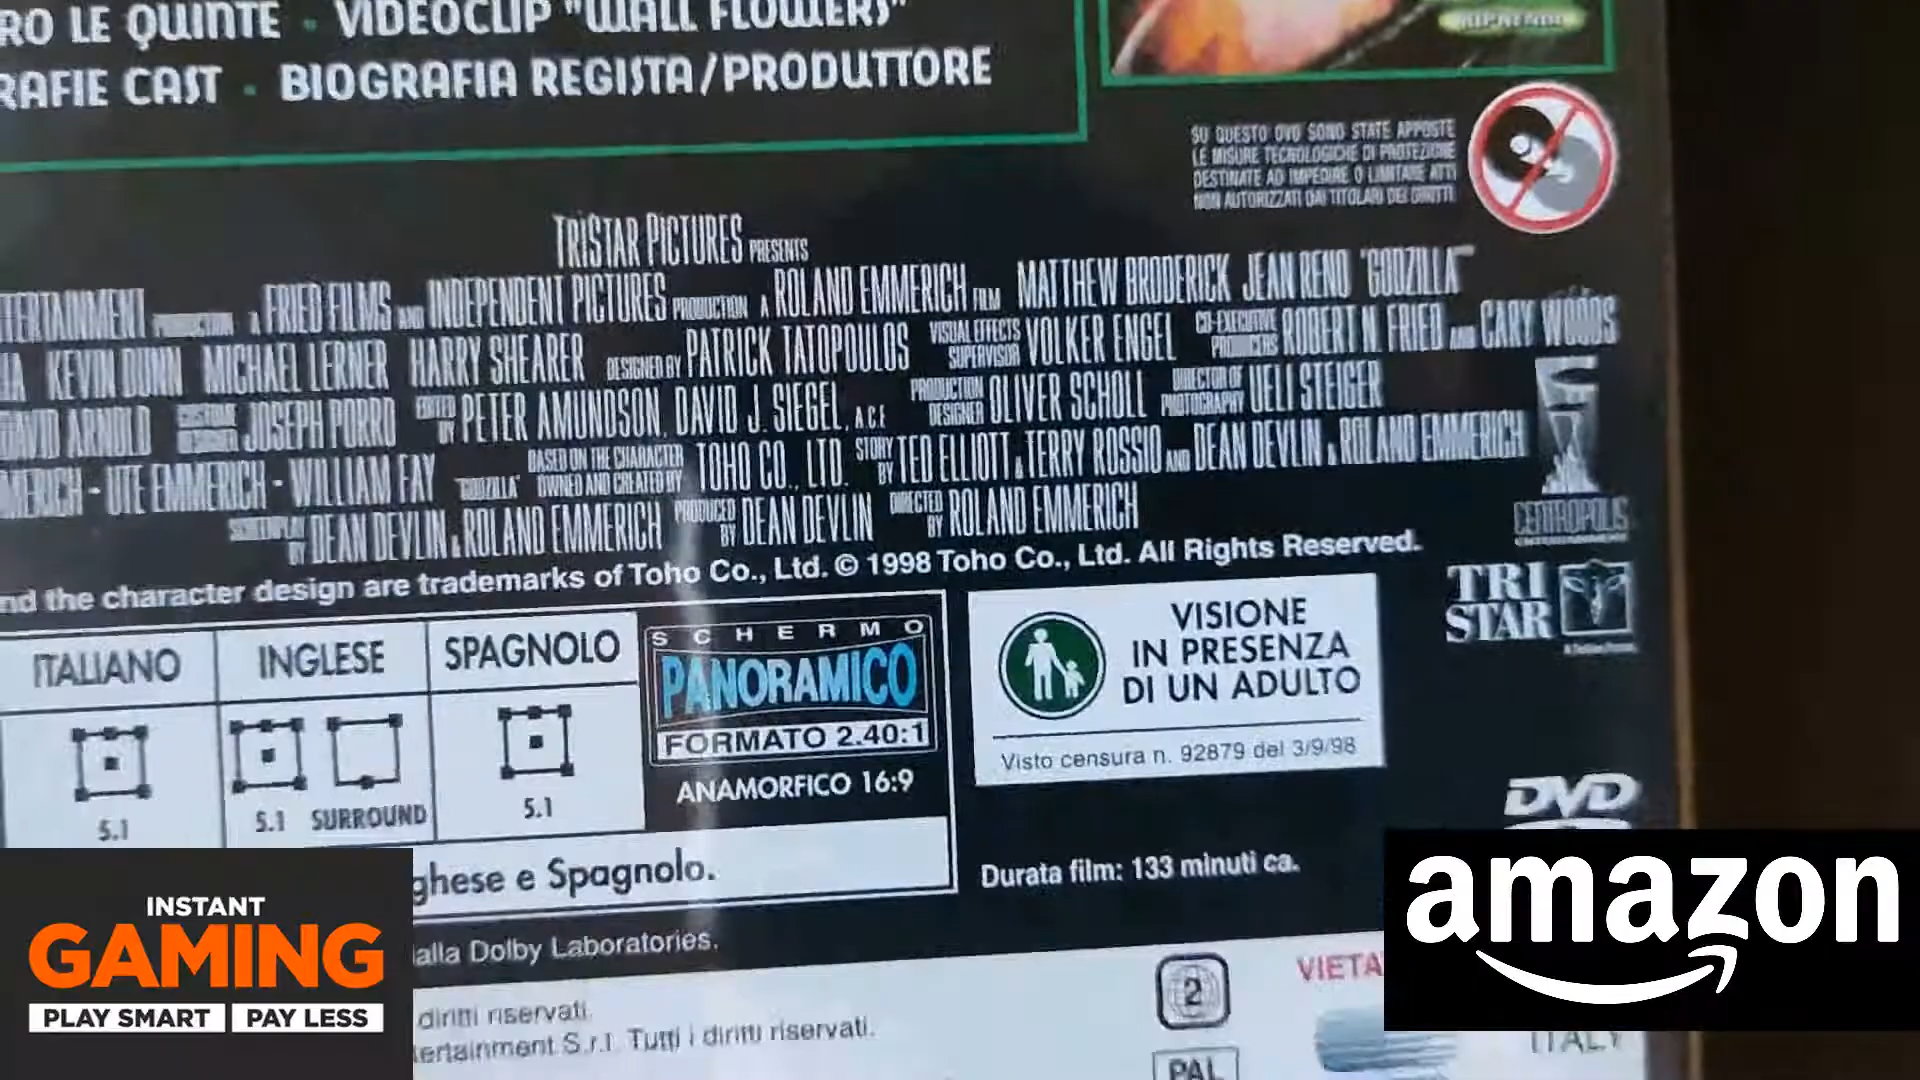 RO LE QUINTE · VIDEOCLIP "WALL FLOWERS"
RAFIE CAST · BIOGRAFIA REGISTA/PRODUTTORE
SU QUESTO DVD SONO STATE APPOSTE
LE MISURE TECNOLOGICHE DI PROTEZIONE
DESTINATE AD IMPEDIRE O LIMITARE ATTI
NON AUTORIZZATI DAI TITOLARI DEI DIRITTI
TRISTAR PICTURES PRESENTS
TERTAINMENT PRODUCTION A FRIED FILMS AND INDEPENDENT PICTURES PRODUCTION A ROLAND EMMERICH FILM MATTHEW BRODERICK JEAN RENO "GODZILLA"
KEVIN DUNN MICHAEL LERNER HARRY SHEARER DESIGNED BY PATRICK TATOPOULOS VISUAL EFFECTS SUPERVISOR VOLKER ENGEL CO-EXECUTIVE PRODUCERS ROBERT N. FRIED AND CARY WOODS
AVID ARNOLD COSTUME DESIGNER JOSEPH PORRO EDITED BY PETER AMUNDSON, DAVID J. SIEGEL, A.C.E PRODUCTION DESIGNER OLIVER SCHOLL DIRECTOR OF PHOTOGRAPHY UELI STEIGER
MERICH - UTE EMMERICH - WILLIAM FAY "GODZILLA" BASED ON THE CHARACTER OWNED AND CREATED BY TOHO CO., LTD. STORY BY TED ELLIOTT & TERRY ROSSIO AND DEAN DEVLIN & ROLAND EMMERICH
SCREENPLAY BY DEAN DEVLIN & ROLAND EMMERICH PRODUCED BY DEAN DEVLIN DIRECTED BY ROLAND EMMERICH
CENTROPOLIS
ENTERTAINMENT
nd the character design are trademarks of Toho Co., Ltd. © 1998 Toho Co., Ltd. All Rights Reserved.
TRI
STAR
ITALIANO INGLESE SPAGNOLO
5.1 5.1 SURROUND 5.1
SCHERMO
PANORAMICO
FORMATO 2.40:1
ANAMORFICO 16:9
VISIONE
IN PRESENZA
DI UN ADULTO
Visto censura n. 92879 del 3/9/98
DVD
ghese e Spagnolo.
Durata film: 133 minuti ca.
alla Dolby Laboratories.
diritti riservati.
ertainment S.r.l. Tutti i diritti riservati.
2
PAL
VIETA
ITALY
INSTANT
GAMING
PLAY SMART PAY LESS
amazon